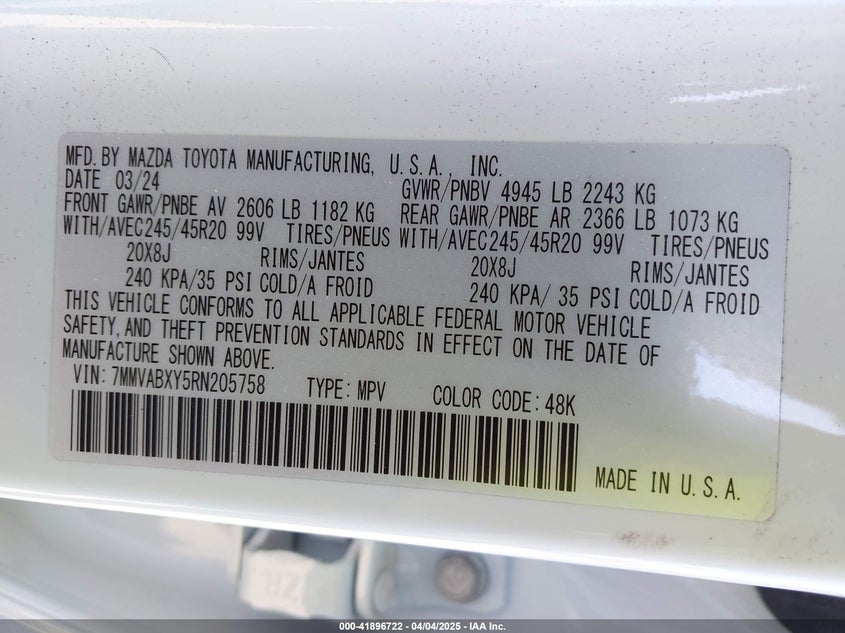 MFD. BY MAZDA TOYOTA MANUFACTURING, U.S.A., INC.
DATE 03/24 GVWR/PNBV 4945 LB 2243 KG
FRONT GAWR/PNBE AV 2606 LB 1182 KG REAR GAWR/PNBE AR 2366 LB 1073 KG
WITH/AVEC245/45R20 99V TIRES/PNEUS WITH/AVEC245/45R20 99V TIRES/PNEUS
20X8J RIMS/JANTES 20X8J RIMS/JANTES
240 KPA/35 PSI COLD/A FROID 240 KPA/ 35 PSI COLD/A FROID
THIS VEHICLE CONFORMS TO ALL APPLICABLE FEDERAL MOTOR VEHICLE
SAFETY, AND THEFT PREVENTION STANDARDS IN EFFECT ON THE DATE OF
MANUFACTURE SHOWN ABOVE.
VIN: 7MMVABXY5RN205758 TYPE: MPV COLOR CODE: 48K
MADE IN U.S.A.
ZR
000-41896722 - 04/04/2025 - IAA Inc.